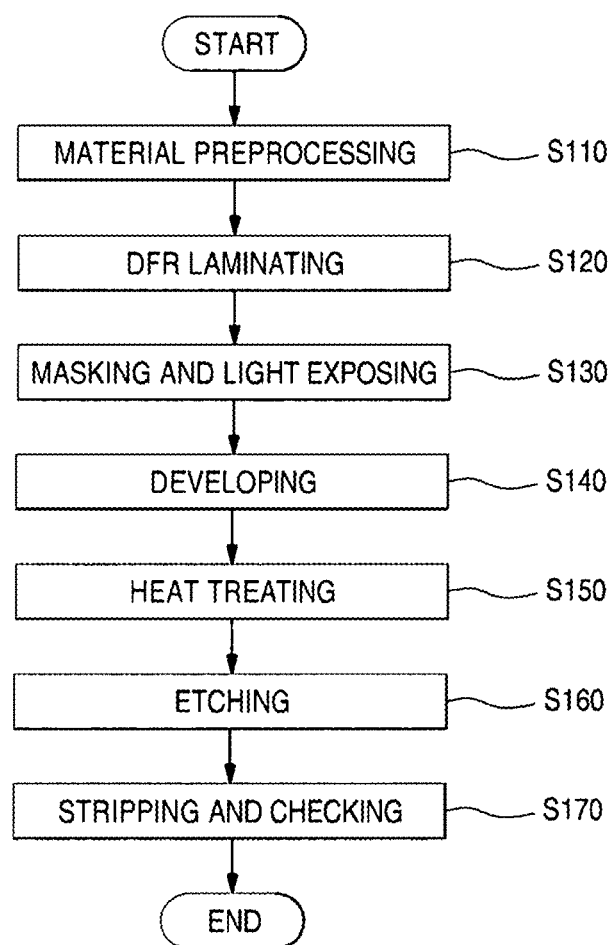 START
MATERIAL PREPROCESSING
S110
DFR LAMINATING
S120
MASKING AND LIGHT EXPOSING
S130
DEVELOPING
S140
HEAT TREATING
S150
ETCHING
S160
STRIPPING AND CHECKING
S170
END